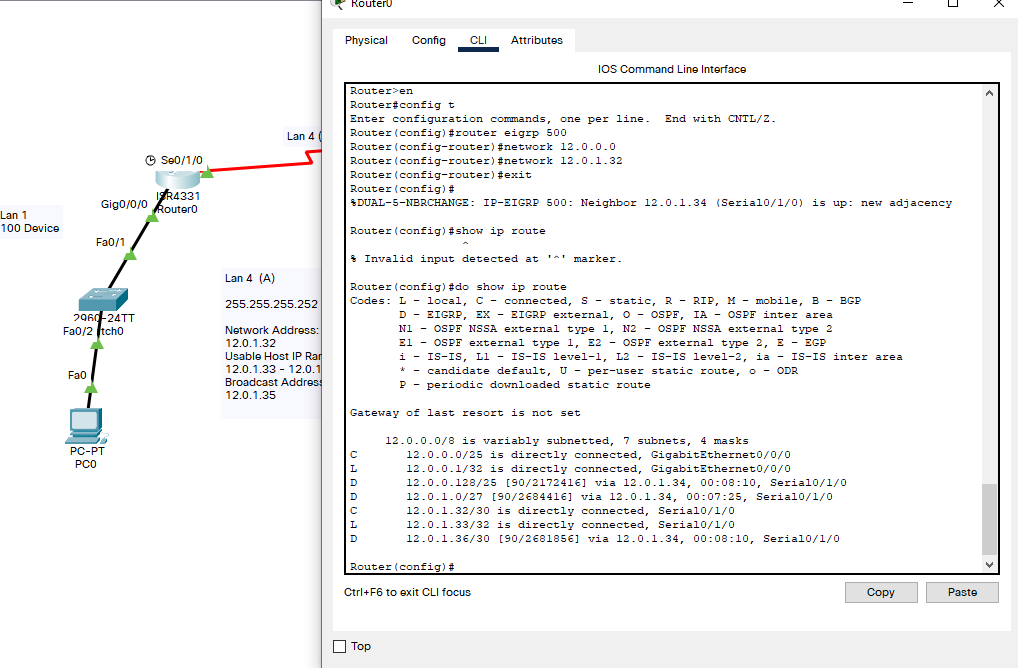 Router0
Physical Config CLI Attributes
IOS Command Line Interface
Router>en
Router#config t
Enter configuration commands, one per line.  End with CNTL/Z.
Router(config)#router eigrp 500
Router(config-router)#network 12.0.0.0
Router(config-router)#network 12.0.1.32
Router(config-router)#exit
Router(config)#
%DUAL-5-NBRCHANGE: IP-EIGRP 500: Neighbor 12.0.1.34 (Serial0/1/0) is up: new adjacency
Router(config)#show ip route
^
% Invalid input detected at '^' marker.
Router(config)#do show ip route
Codes: L - local, C - connected, S - static, R - RIP, M - mobile, B - BGP
D - EIGRP, EX - EIGRP external, O - OSPF, IA - OSPF inter area
N1 - OSPF NSSA external type 1, N2 - OSPF NSSA external type 2
E1 - OSPF external type 1, E2 - OSPF external type 2, E - EGP
i - IS-IS, L1 - IS-IS level-1, L2 - IS-IS level-2, ia - IS-IS inter area
* - candidate default, U - per-user static route, o - ODR
P - periodic downloaded static route
Gateway of last resort is not set
12.0.0.0/8 is variably subnetted, 7 subnets, 4 masks
C 12.0.0.0/25 is directly connected, GigabitEthernet0/0/0
L 12.0.0.1/32 is directly connected, GigabitEthernet0/0/0
D 12.0.0.128/25 [90/2172416] via 12.0.1.34, 00:08:10, Serial0/1/0
D 12.0.1.0/27 [90/2684416] via 12.0.1.34, 00:07:25, Serial0/1/0
C 12.0.1.32/30 is directly connected, Serial0/1/0
L 12.0.1.33/32 is directly connected, Serial0/1/0
D 12.0.1.36/30 [90/2681856] via 12.0.1.34, 00:08:10, Serial0/1/0
Router(config)#
Ctrl+F6 to exit CLI focus
Copy
Paste
Top
Lan 4 (
Se0/1/0
ISR4331
Router0
Gig0/0/0
Lan 1
100 Device
Fa0/1
2960-24TT
Fa0/2
Fa0
PC-PT
PC0
Lan 4  (A)
255.255.255.252
Network Address:
12.0.1.32
Usable Host IP Ran
12.0.1.33 - 12.0.1
Broadcast Address
12.0.1.35